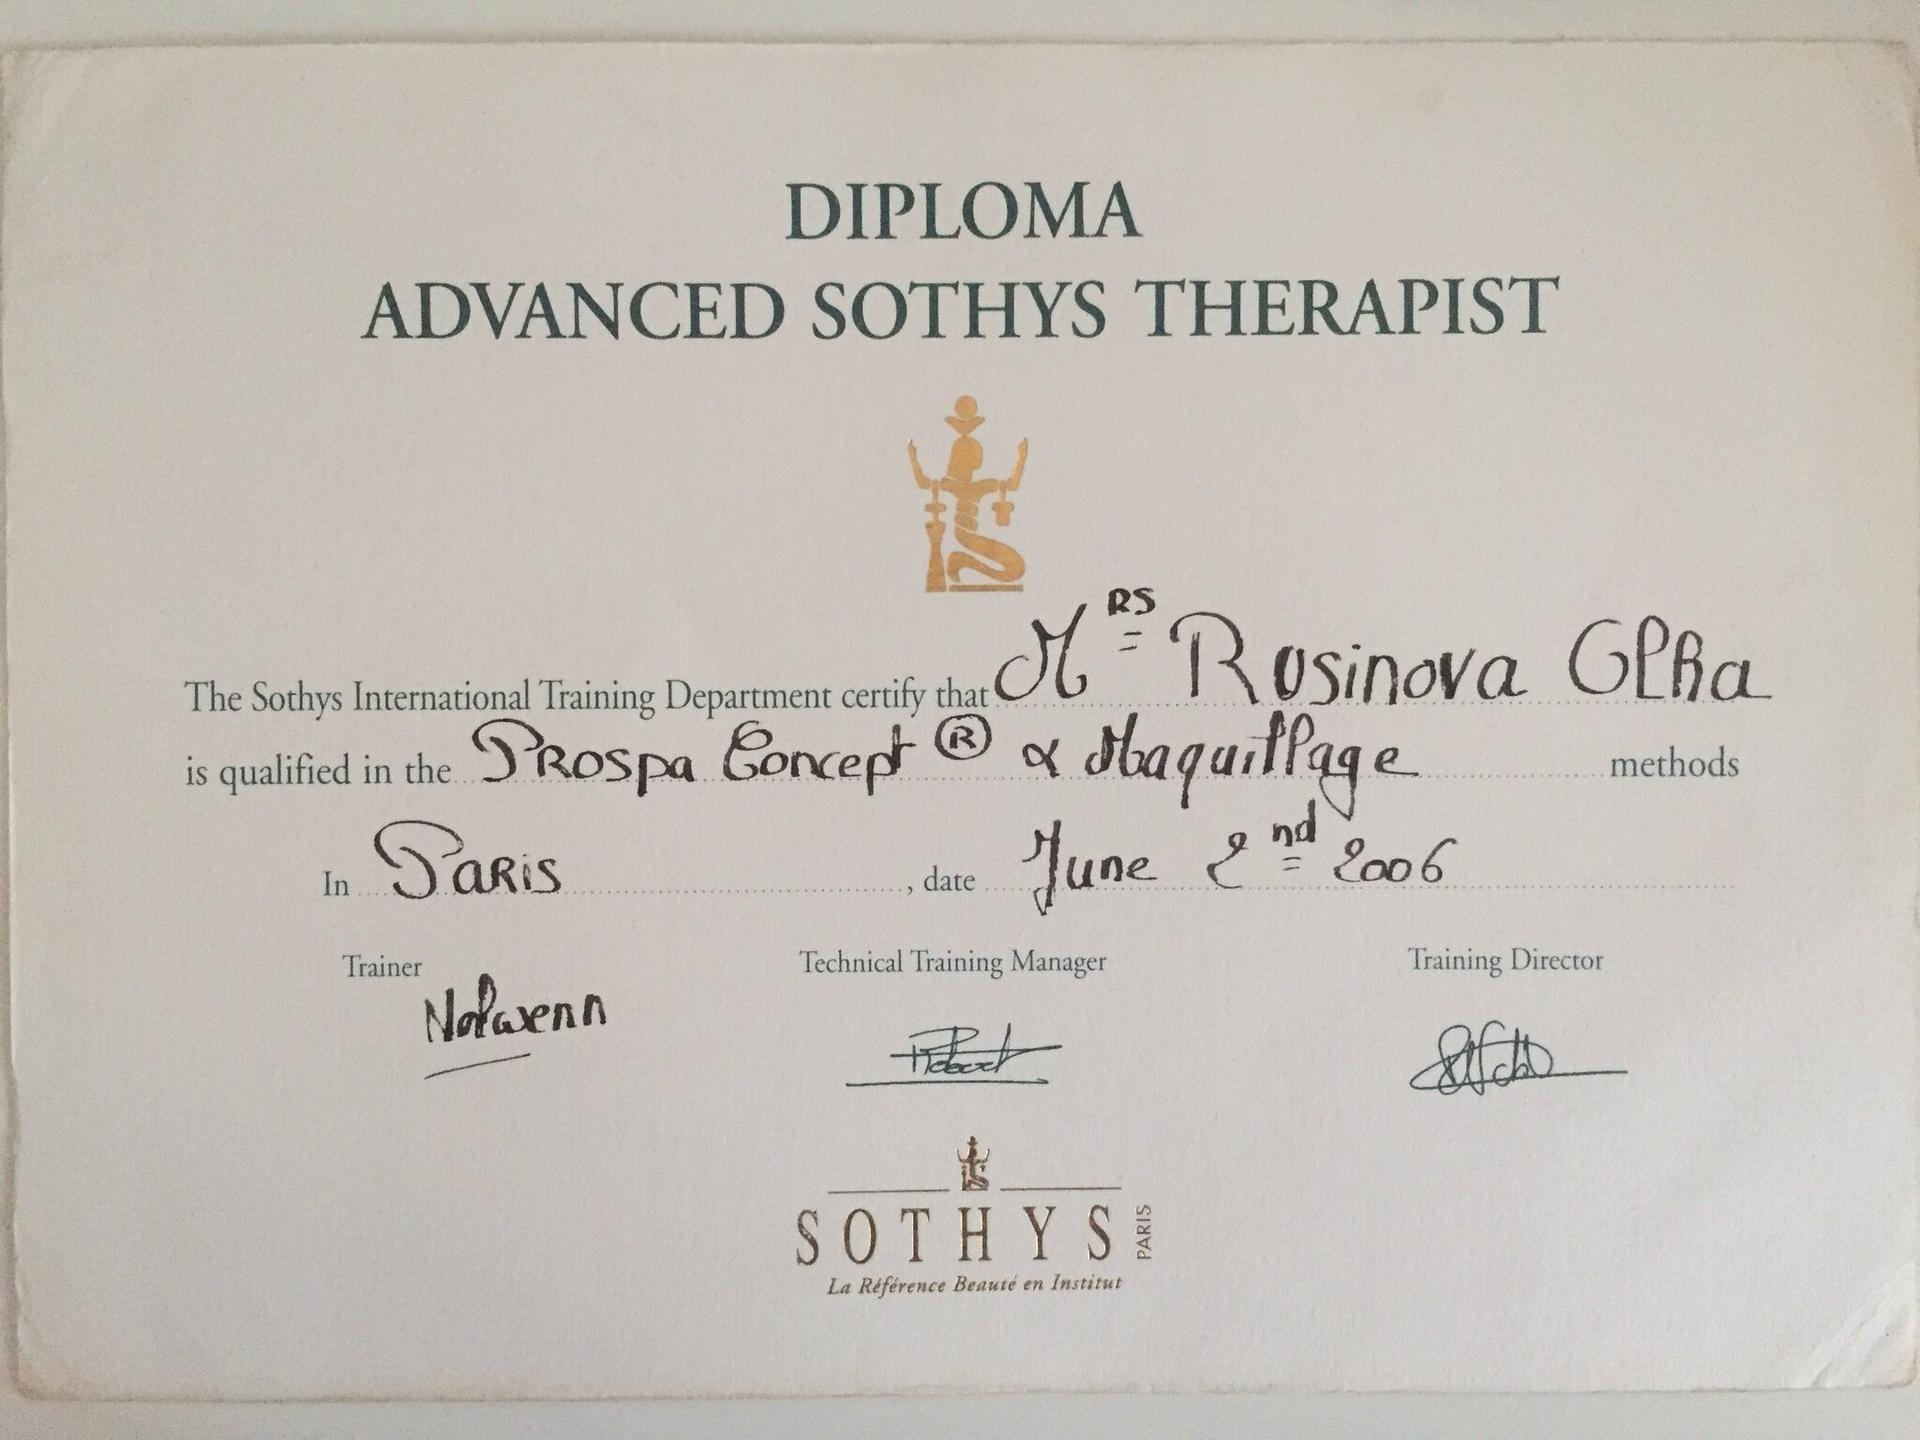 DIPLOMA
ADVANCED SOTHYS THERAPIST
The Sothys International Training Department certify that Mrs Rusinova
is qualified in the Prospa Concept ® & Maquillage methods
In Paris, date June 2nd 2006
Trainer Technical Training Manager Training Director
Nolwenn
SOTHYS PARIS
La Référence Beauté en Institut